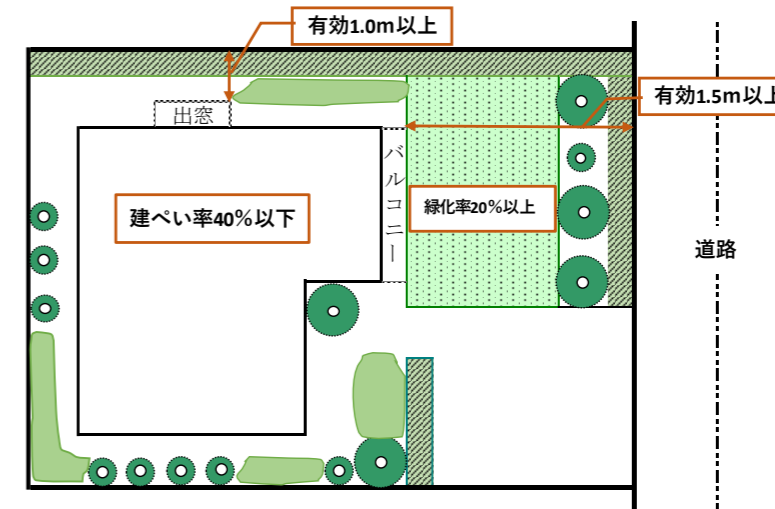 有効1.0m以上
有効1.5m以上
出窓
バルコニー
建ぺい率40%以下
緑化率20%以上
道路